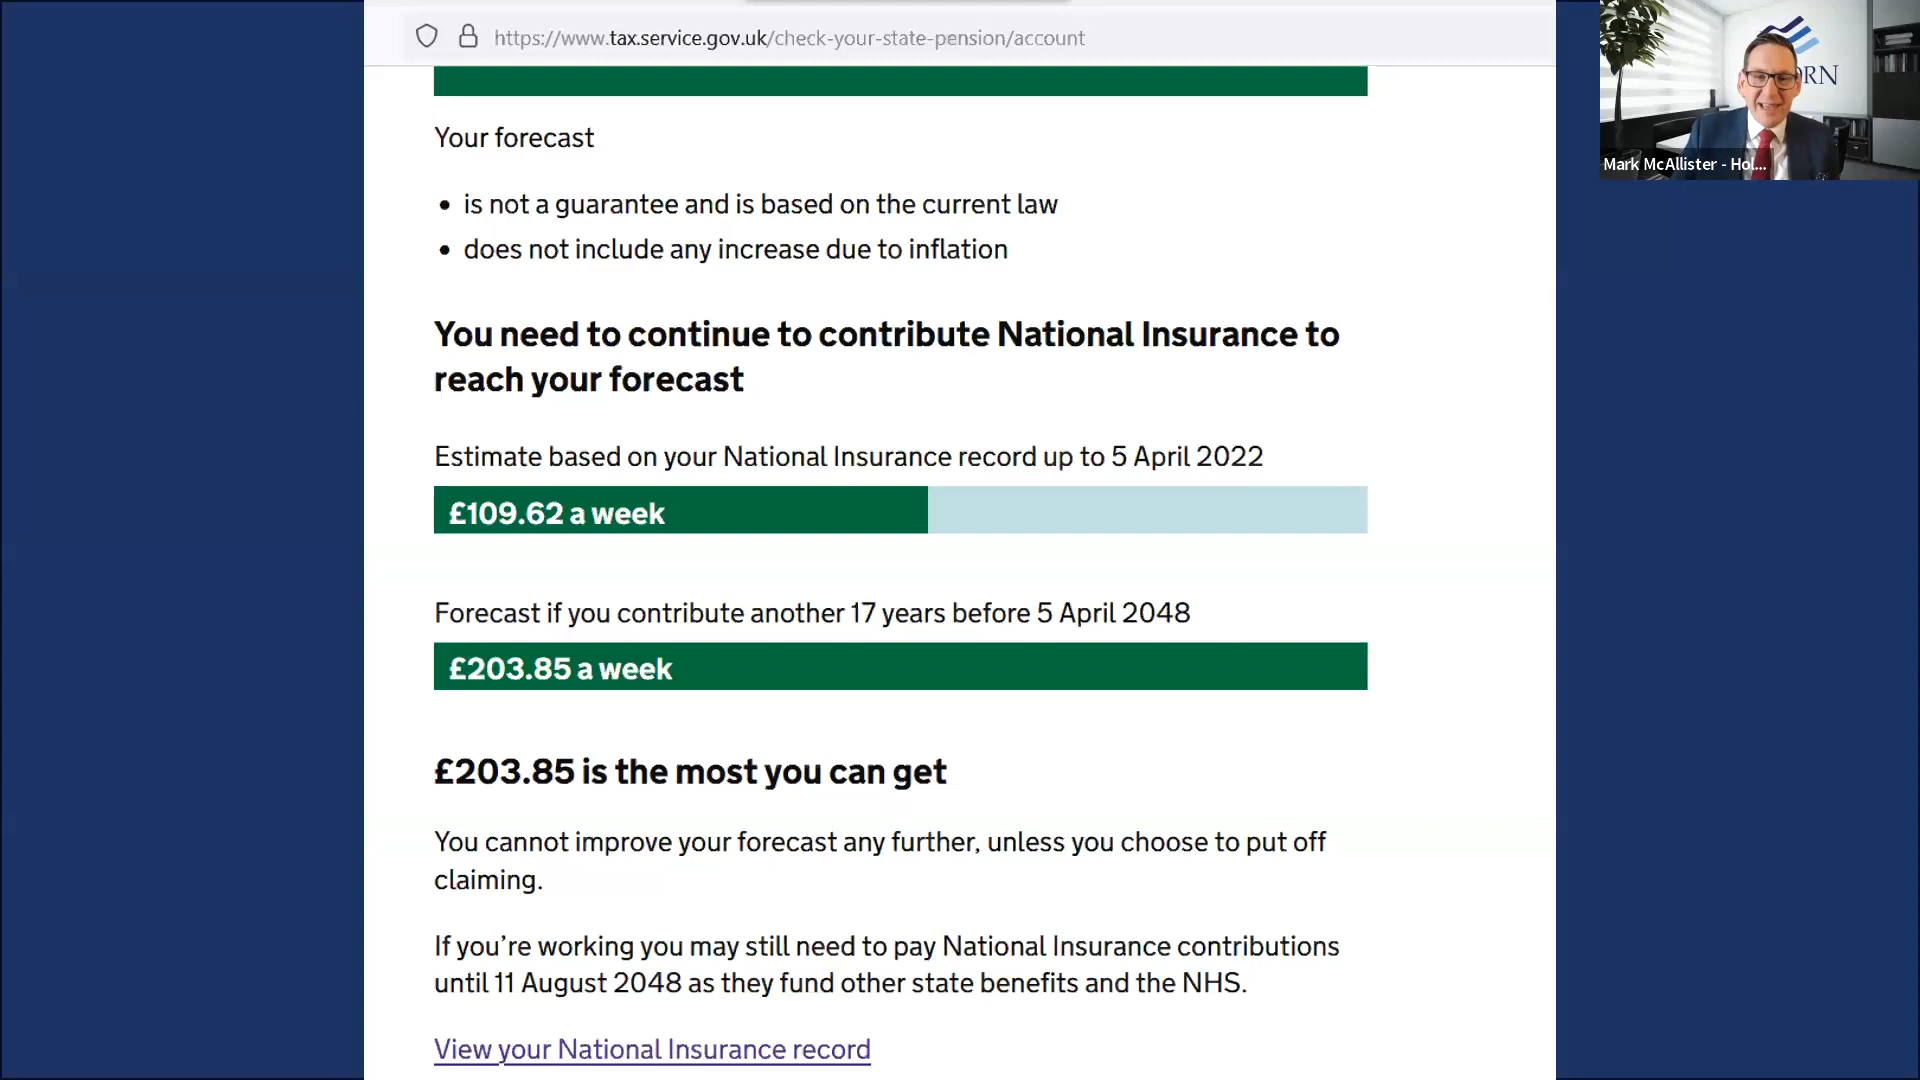 https://www.tax.service.gov.uk/check-your-state-pension/account
ORN
Mark McAllister - Hol...
Your forecast
• is not a guarantee and is based on the current law
• does not include any increase due to inflation
You need to continue to contribute National Insurance to
reach your forecast
Estimate based on your National Insurance record up to 5 April 2022
£109.62 a week
Forecast if you contribute another 17 years before 5 April 2048
£203.85 a week
£203.85 is the most you can get
You cannot improve your forecast any further, unless you choose to put off
claiming.
If you’re working you may still need to pay National Insurance contributions
until 11 August 2048 as they fund other state benefits and the NHS.
View your National Insurance record